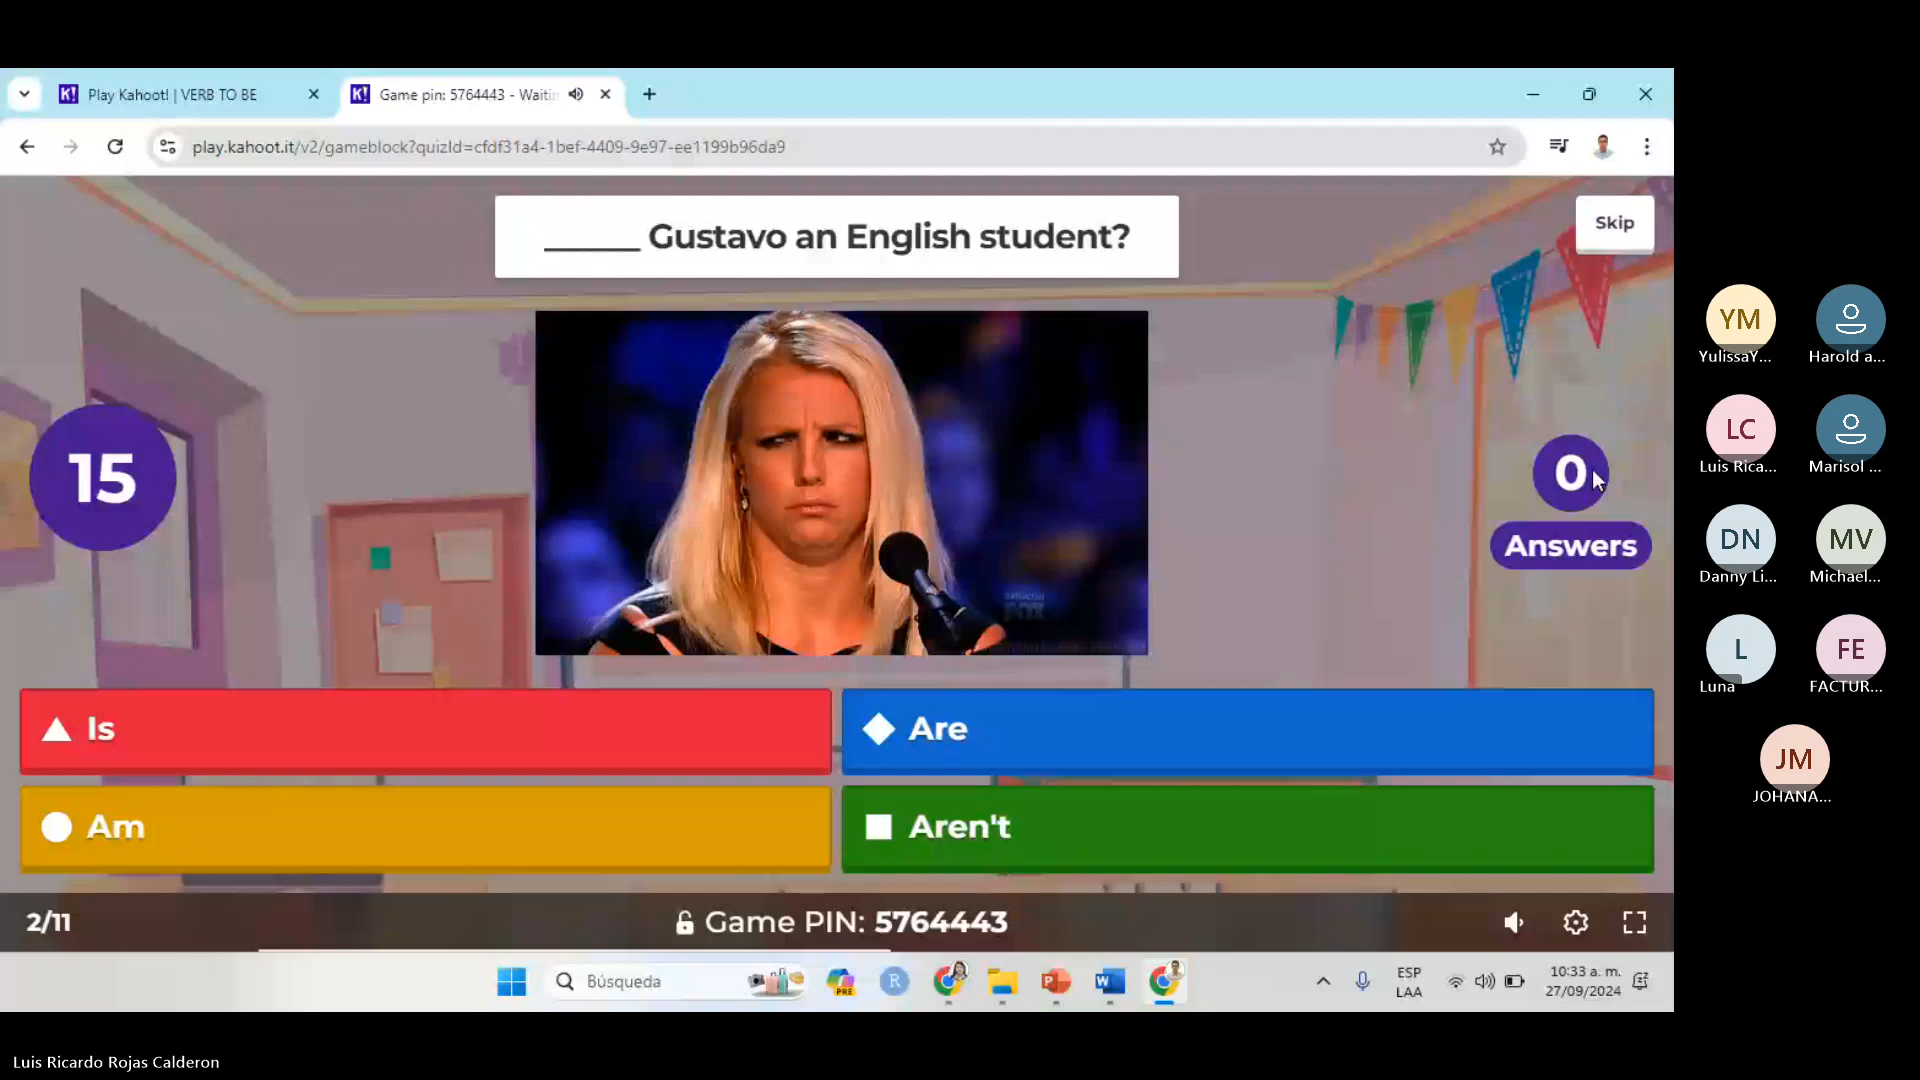 Play Kahoot! | VERB TO BE
Game pin: 5764443 - Waitin
play.kahoot.it/v2/gameblock?quizId=cfdf31a4-1bef-4409-9e97-ee1199b96da9
______ Gustavo an English student?
Skip
15
0
Answers
FOX
Is
Are
Am
Aren't
2/11
Game PIN: 5764443
Búsqueda
PRE
R
ESP
LAA
10:33 a. m.
27/09/2024
YM
YulissaY...
Harold a...
LC
Luis Rica...
Marisol ...
DN
Danny Li...
MV
Michael...
L
Luna
FE
FACTUR...
JM
JOHANA...
Luis Ricardo Rojas Calderon